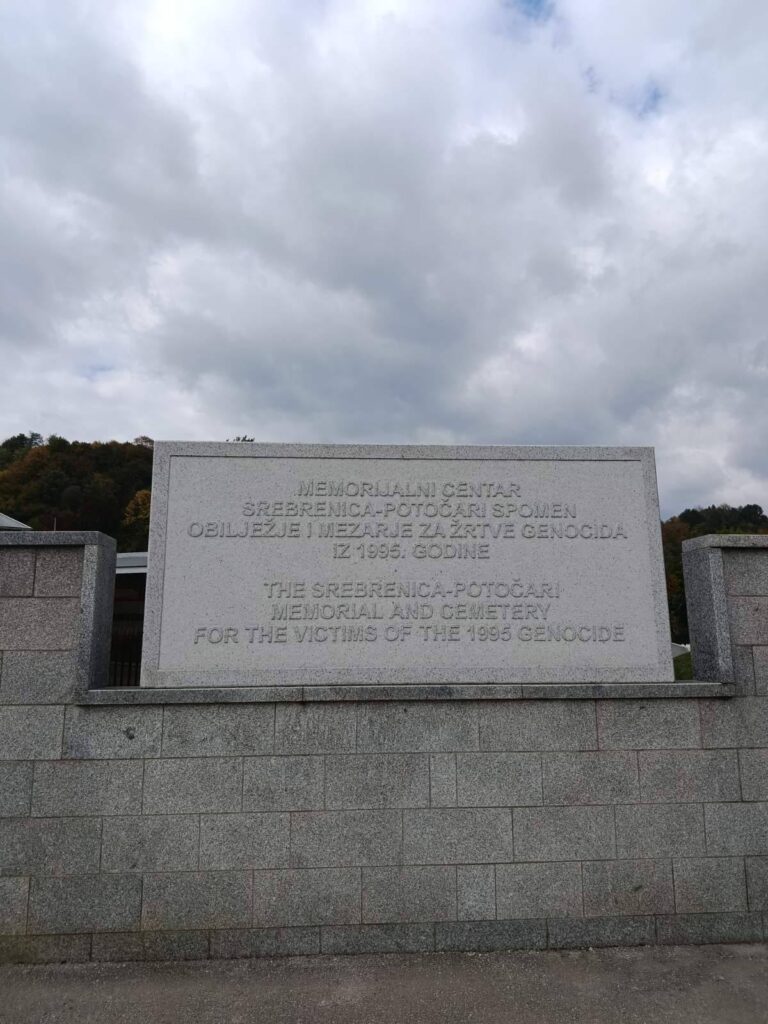 MEMORIJALNI CENTAR
SREBRENICA-POTOČARI SPOMEN
OBILJEŽJE I MEZARJE ZA ŽRTVE GENOCIDA
IZ 1995. GODINE
THE SREBRENICA-POTOČARI
MEMORIAL AND CEMETERY
FOR THE VICTIMS OF THE 1995 GENOCIDE